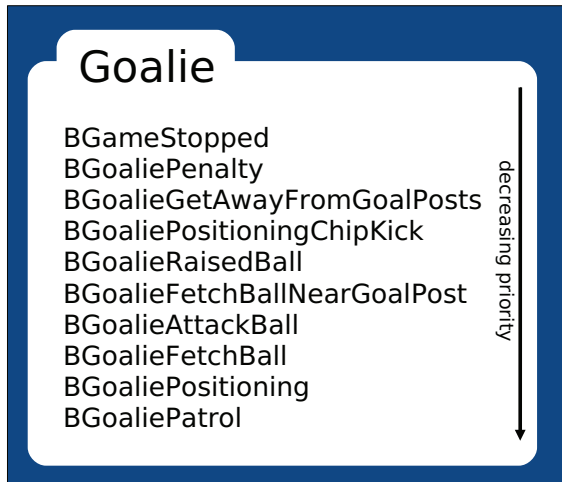 Goalie
BGameStopped
BGoaliePenalty
BGoalieGetAwayFromGoalPosts
BGoaliePositioningChipKick
BGoalieRaisedBall
BGoalieFetchBallNearGoalPost
BGoalieAttackBall
BGoalieFetchBall
BGoaliePositioning
BGoaliePatrol
decreasing priority